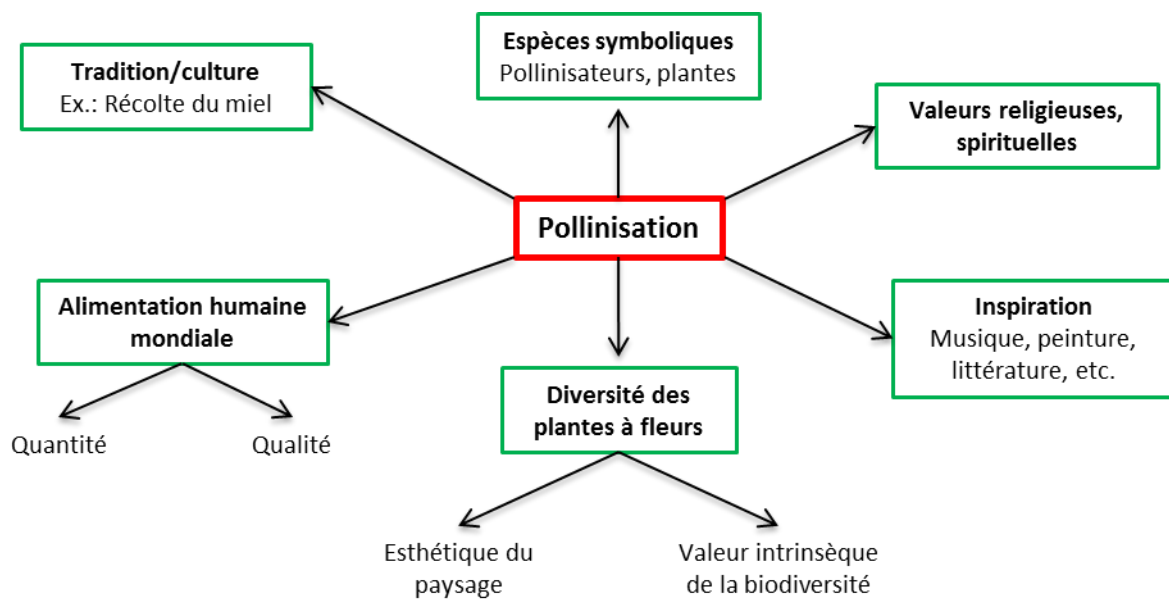 Espèces symboliques
Pollinisateurs, plantes
Tradition/culture
Ex.: Récolte du miel
Valeurs religieuses,
spirituelles
Pollinisation
Alimentation humaine
mondiale
Inspiration
Musique, peinture,
littérature, etc.
Diversité des
plantes à fleurs
Quantité
Qualité
Esthétique du
paysage
Valeur intrinsèque
de la biodiversité